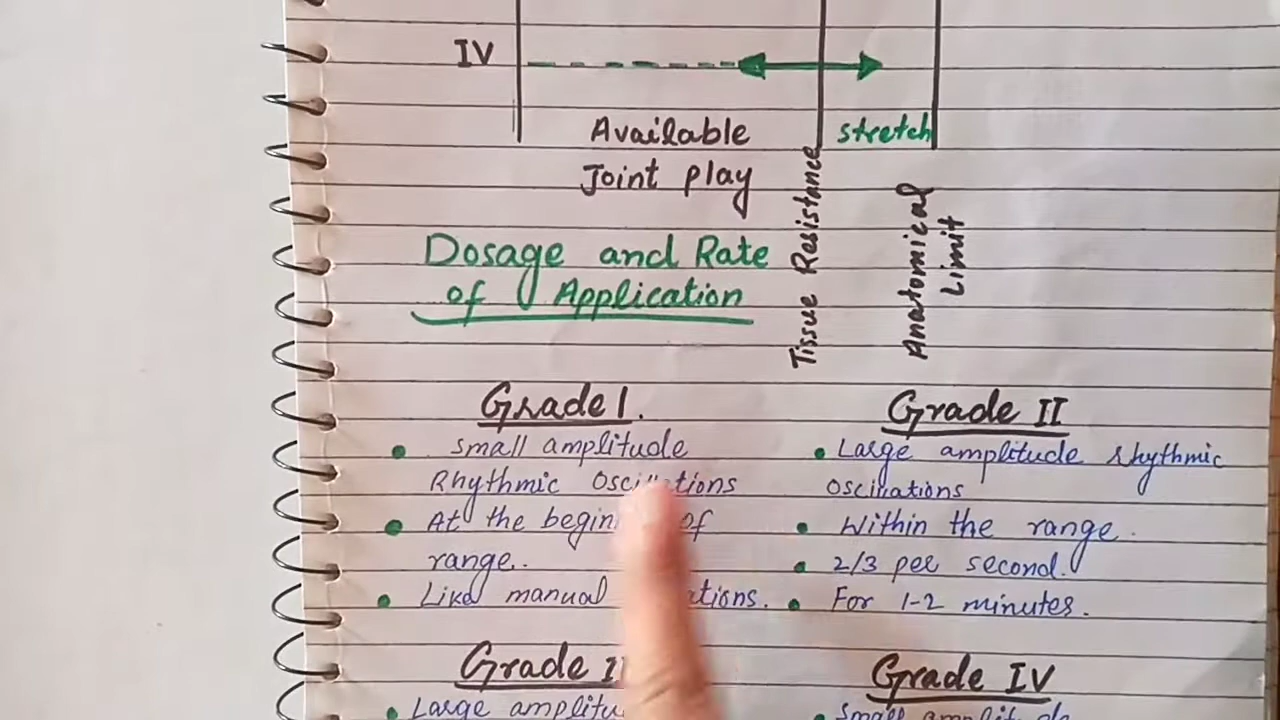 IV
Available
Joint play
stretch
Tissue Resistance
Anatomical
Limit
Dosage and Rate
of Application
Grade I.
• Small amplitude
Rhythmic
• At the of
range.
• Like manual
Grade II
• Large amplitude rhythmic
Oscillations
• Within the range.
• 2/3 per second.
• For 1-2 minutes.
Grade
• Large
Grade IV
• Small